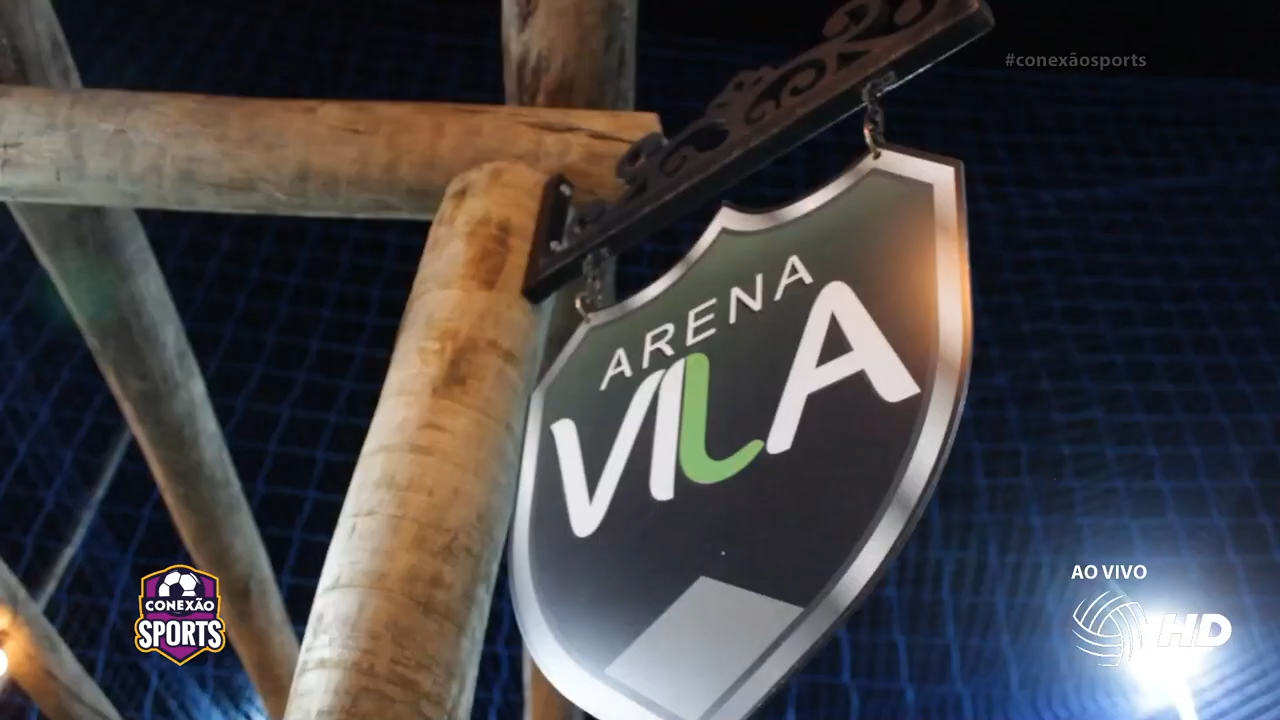 #conexãosports
ARENA
VILA
CONEXÃO
SPORTS
AO VIVO
HD